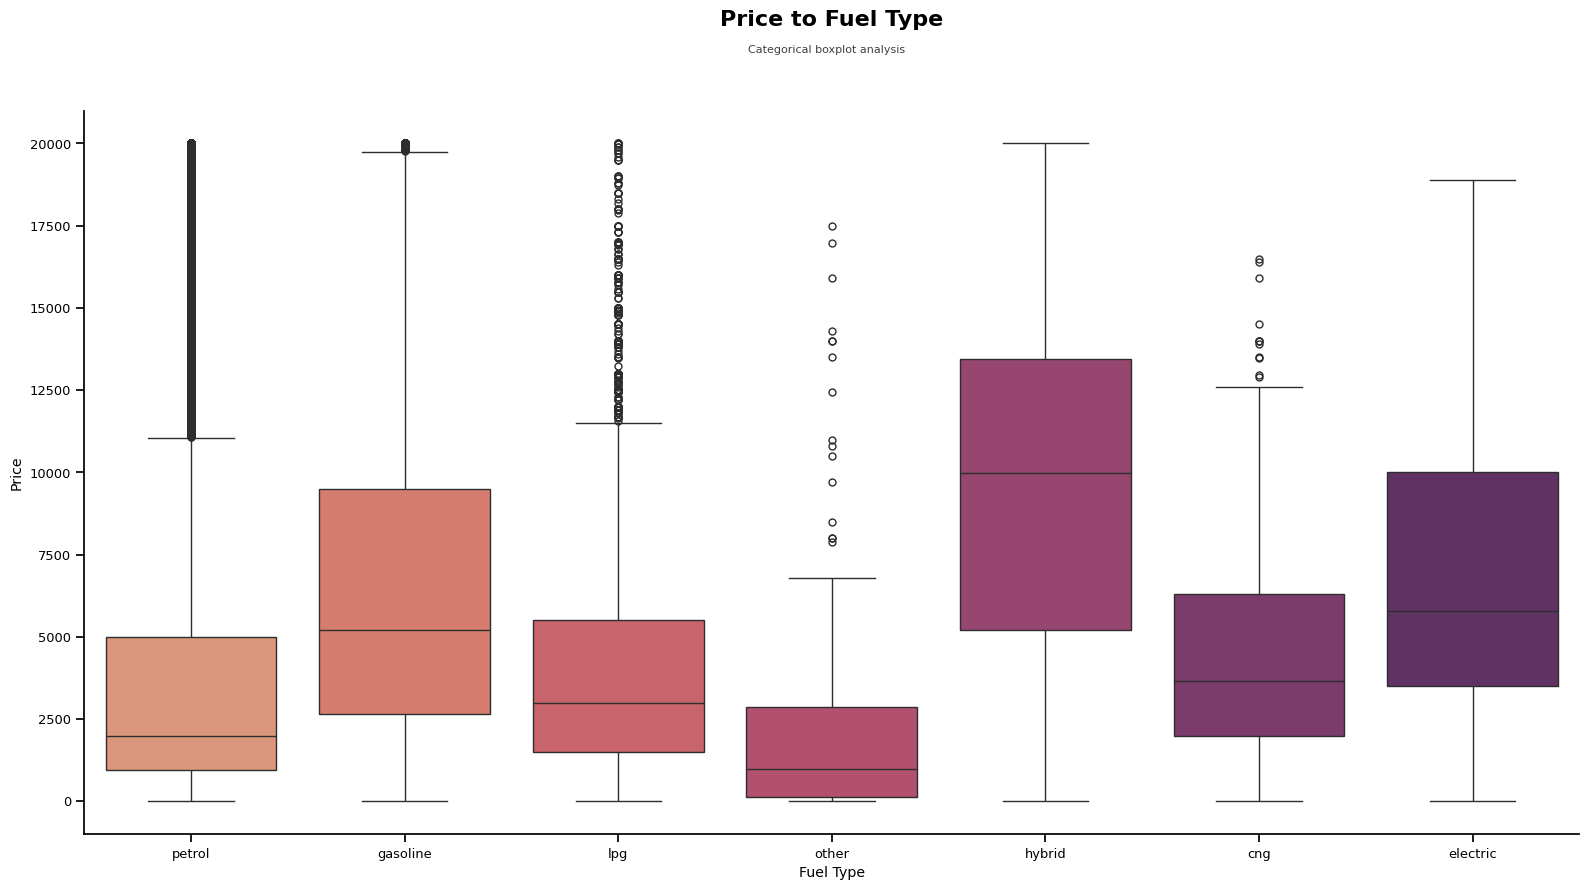 Price to Fuel Type
Categorical boxplot analysis
20000
17500
15000
12500
10000
7500
5000
2500
0
Price
petrol gasoline lpg other hybrid cng electric
Fuel Type